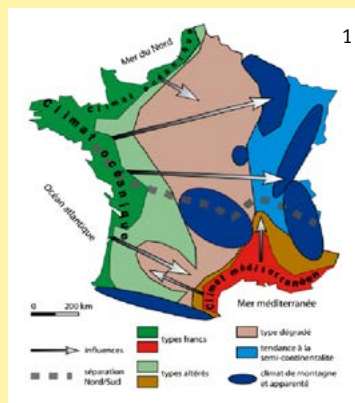 1
Mer du Nord
Climat océanique
Climat océanique
Océan atlantique
Climat méditerranéen
Mer méditerranée
0 200 km
influences
séparation
Nord/Sud
types francs
types altérés
type dégradé
tendance à la
semi-continentalité
climat de montagne
et apparenté